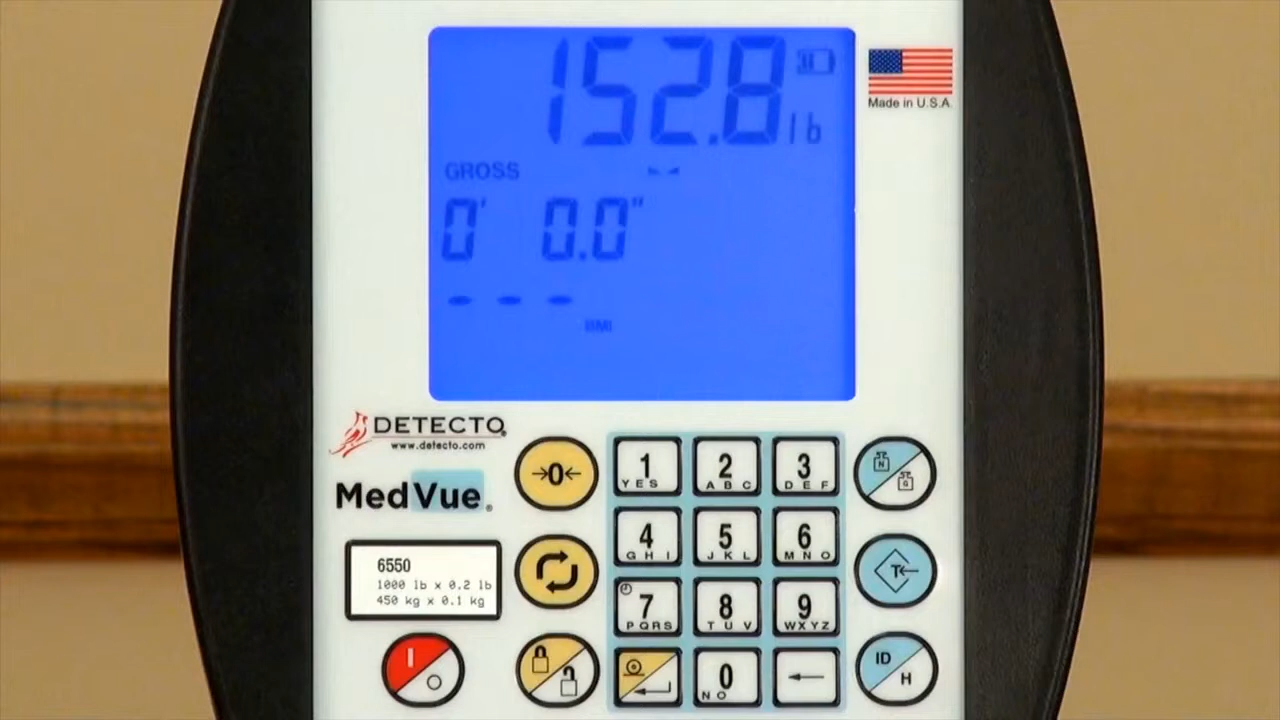 152.8 lb
Made in U.S.A.
GROSS
0' 0.0"
- - -
BMI
DETECTO®
www.detecto.com
MedVue®
6550
1000 lb x 0.2 lb
450 kg x 0.1 kg
→0←
1 YES
2 ABC
3 DEF
N G
4 GHI
5 JKL
6 MNO
T←
7 PQRS
8 TUV
9 WXYZ
I O
0 NO
←
ID H